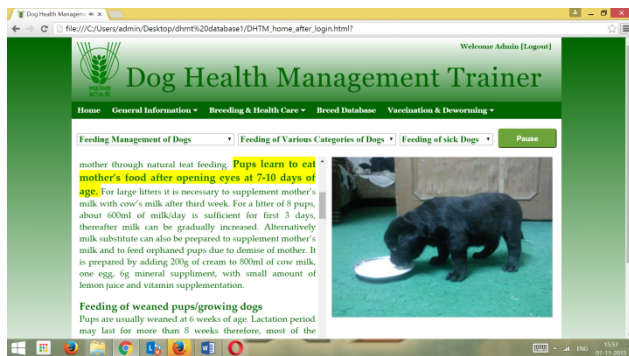 Dog Health Managem
file:///C:/Users/admin/Desktop/dhmt%20database1/DHTM_home_after_login.html?
Welcome Admin [Logout]
Dog Health Management Trainer
Home General Information Breeding & Health Care Breed Database Vaccination & Deworming
Feeding Management of Dogs Feeding of Various Categories of Dogs Feeding of sick Dogs Pause
mother through natural teat feeding. Pups learn to eat
mother's food after opening eyes at 7-10 days of
age. For large litters it is necessary to supplement mother's
milk with cow's milk after third week. For a litter of 8 pups,
about 600ml of milk/day is sufficient for first 3 days,
thereafter milk can be gradually increased. Alternatively
milk substitute can also be prepared to supplement mother's
milk and to feed orphaned pups due to demise of mother. It
is prepared by adding 200g of cream to 800ml of cow milk,
one egg, 6g mineral suppliment, with small amount of
lemon juice and vitamin supplementation.
Feeding of weaned pups/growing dogs
Pups are usually weaned at 6 weeks of age. Lactation period
may last for more than 8 weeks therefore, most of the
ENG 15:57
07-11-2015